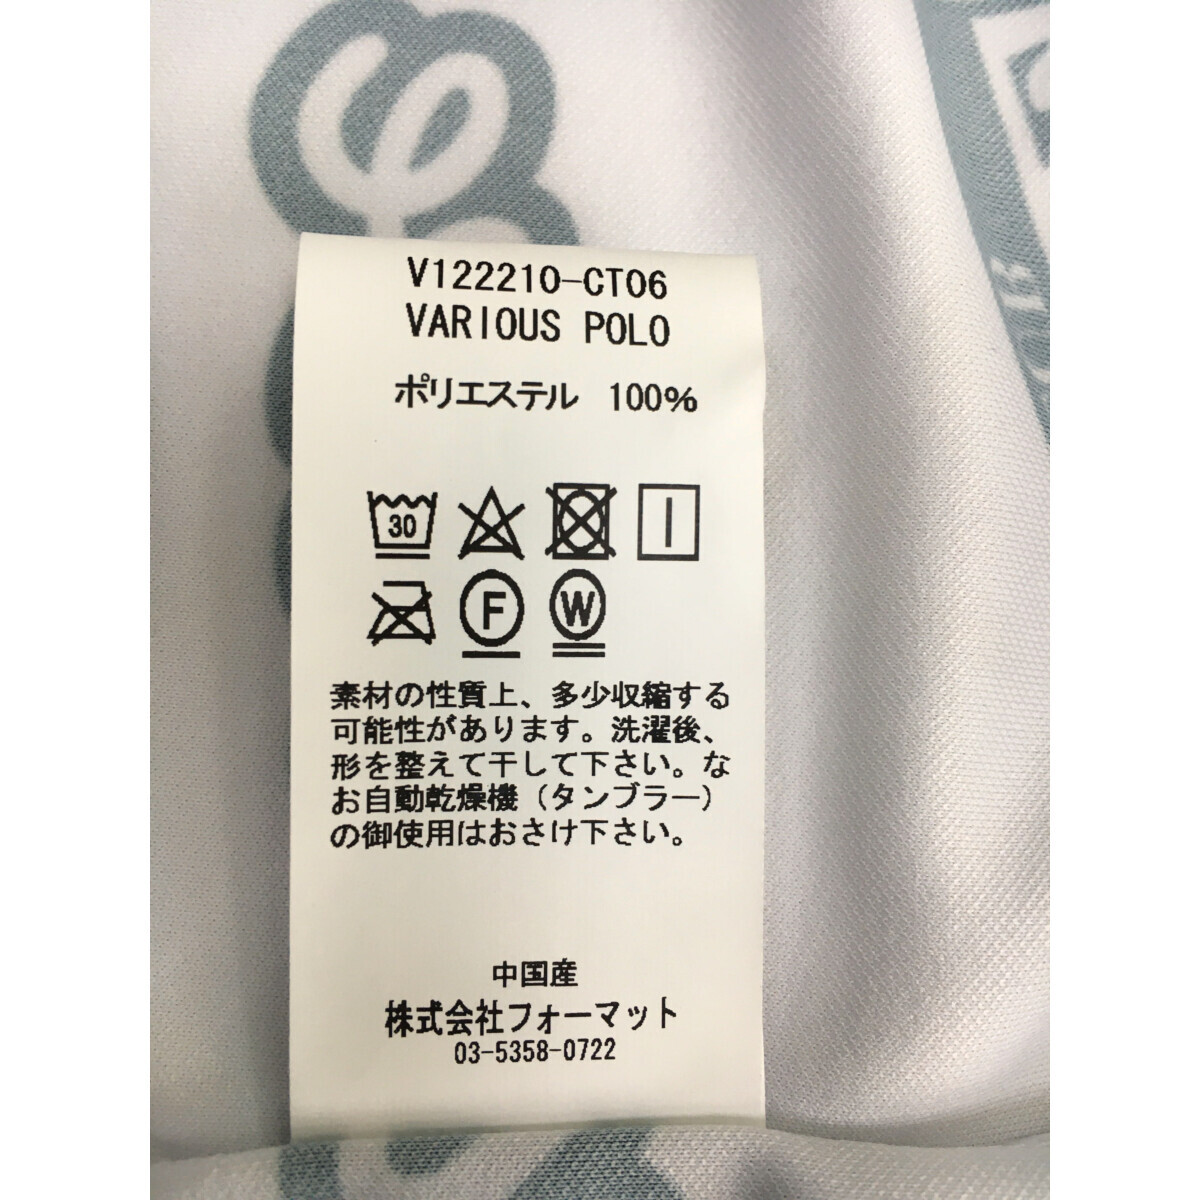 V122210-CT06
VARIOUS POLO
ポリエステル 100%
30
F W
素材の性質上、多少収縮する
可能性があります。洗濯後、
形を整えて干して下さい。な
お自動乾燥機(タンブラー)
の御使用はおさけ下さい。
中国産
株式会社フォーマット
03-5358-0722